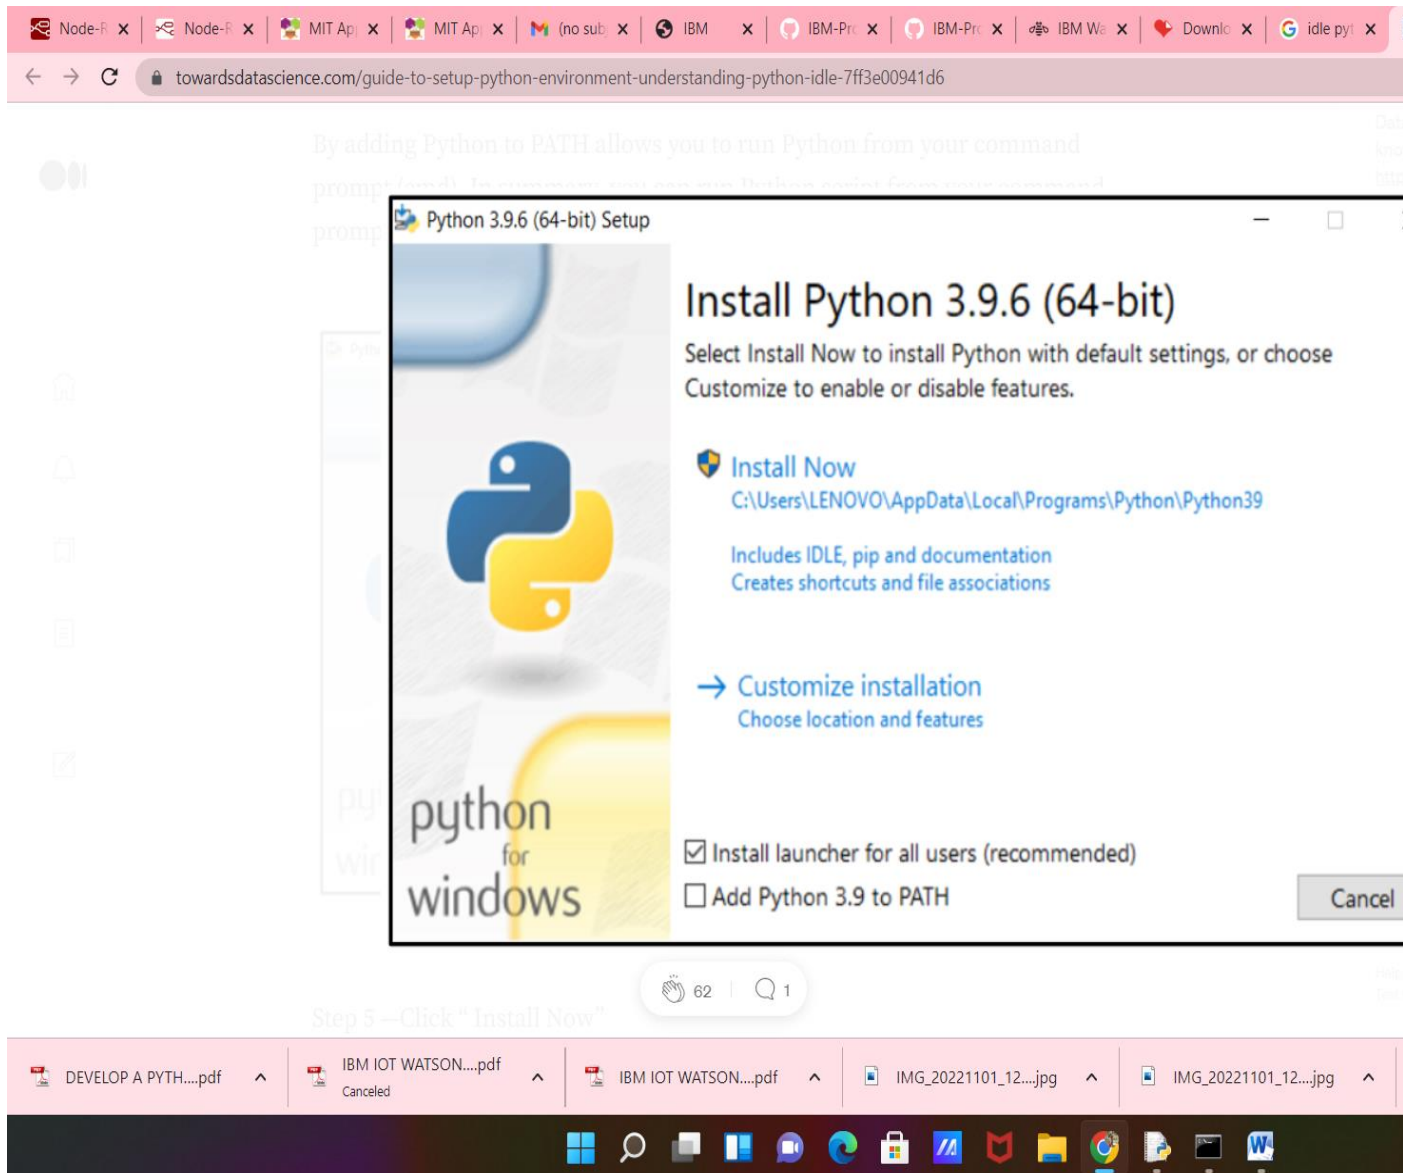 Node-R
Node-R
MIT Ap
MIT Ap
(no sub
IBM
IBM-Pro
IBM-Pro
IBM Wa
Downlo
idle pyt
towardsdatascience.com/guide-to-setup-python-environment-understanding-python-idle-7ff3e00941d6
By adding Python to PATH allows you to run Python from your command
promp
Python 3.9.6 (64-bit) Setup
Install Python 3.9.6 (64-bit)
Select Install Now to install Python with default settings, or choose
Customize to enable or disable features.
Install Now
C:\Users\LENOVO\AppData\Local\Programs\Python\Python39
Includes IDLE, pip and documentation
Creates shortcuts and file associations
Customize installation
Choose location and features
python
for
windows
Install launcher for all users (recommended)
Add Python 3.9 to PATH
Cancel
62
1
Step 5 —Click “ Install Now”
DEVELOP A PYTH....pdf
IBM IOT WATSON....pdf
Canceled
IBM IOT WATSON....pdf
IMG_20221101_12....jpg
IMG_20221101_12....jpg